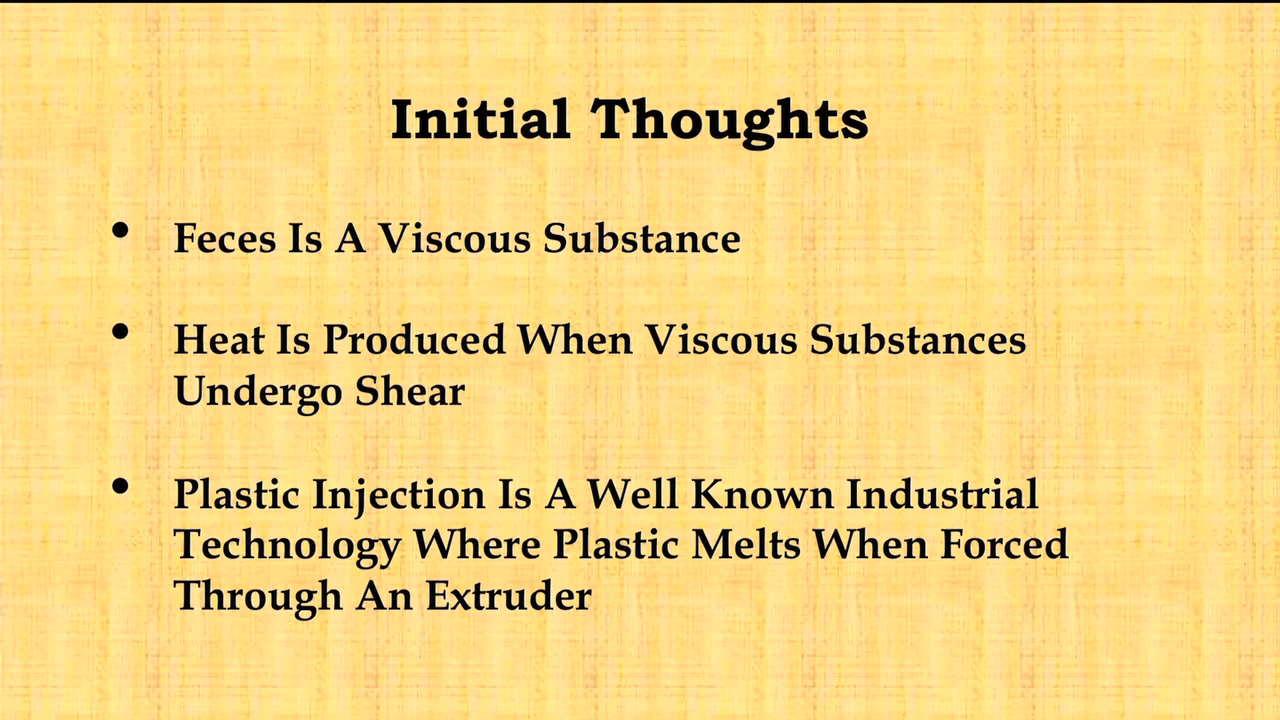 Initial Thoughts
• Feces Is A Viscous Substance
• Heat Is Produced When Viscous Substances
Undergo Shear
• Plastic Injection Is A Well Known Industrial
Technology Where Plastic Melts When Forced
Through An Extruder